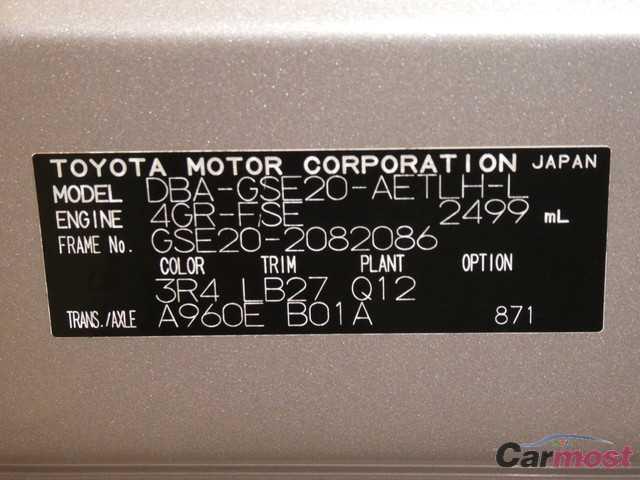 TOYOTA MOTOR CORPORATION JAPAN
MODEL DBA-GSE20-AETLH-L
ENGINE 4GR-FSE 2499 mL
FRAME No. GSE20-2082086
COLOR TRIM PLANT OPTION
3R4 LB27 Q12
TRANS./AXLE A960E B01A 871
Carmost